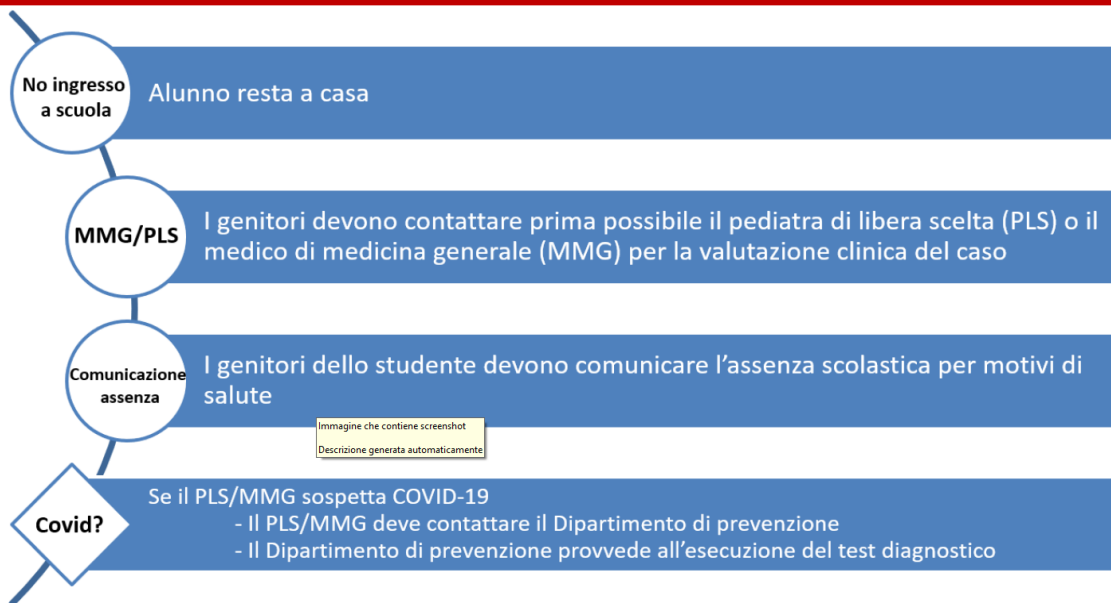 No ingresso
a scuola
Alunno resta a casa
MMG/PLS
I genitori devono contattare prima possibile il pediatra di libera scelta (PLS) o il
medico di medicina generale (MMG) per la valutazione clinica del caso
Comunicazione
assenza
I genitori dello studente devono comunicare l’assenza scolastica per motivi di
salute
Immagine che contiene screenshot
Descrizione generata automaticamente
Covid?
Se il PLS/MMG sospetta COVID-19
- Il PLS/MMG deve contattare il Dipartimento di prevenzione
- Il Dipartimento di prevenzione provvede all’esecuzione del test diagnostico